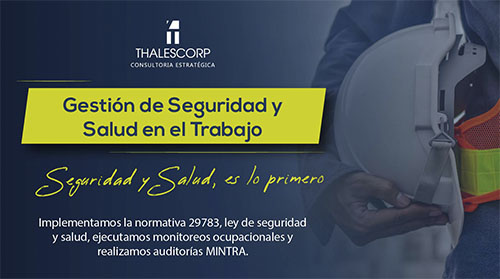 THALESCORP
CONSULTORIA ESTRATÉGICA
Gestión de Seguridad y
Salud en el Trabajo
Seguridad y Salud, es lo primero
Implementamos la normativa 29783, ley de seguridad
y salud, ejecutamos monitoreos ocupacionales y
realizamos auditorías MINTRA.